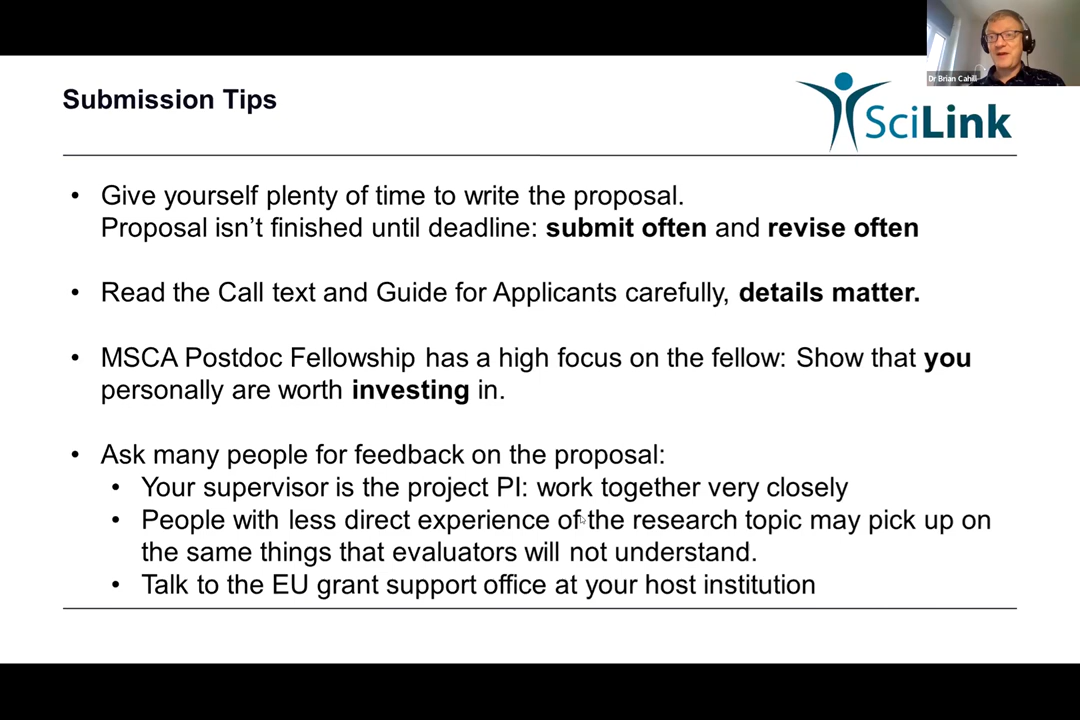 Dr Brian Cahill
Submission Tips
SciLink
• Give yourself plenty of time to write the proposal.
Proposal isn’t finished until deadline: submit often and revise often
• Read the Call text and Guide for Applicants carefully, details matter.
• MSCA Postdoc Fellowship has a high focus on the fellow: Show that you
personally are worth investing in.
• Ask many people for feedback on the proposal:
• Your supervisor is the project PI: work together very closely
• People with less direct experience of the research topic may pick up on
the same things that evaluators will not understand.
• Talk to the EU grant support office at your host institution